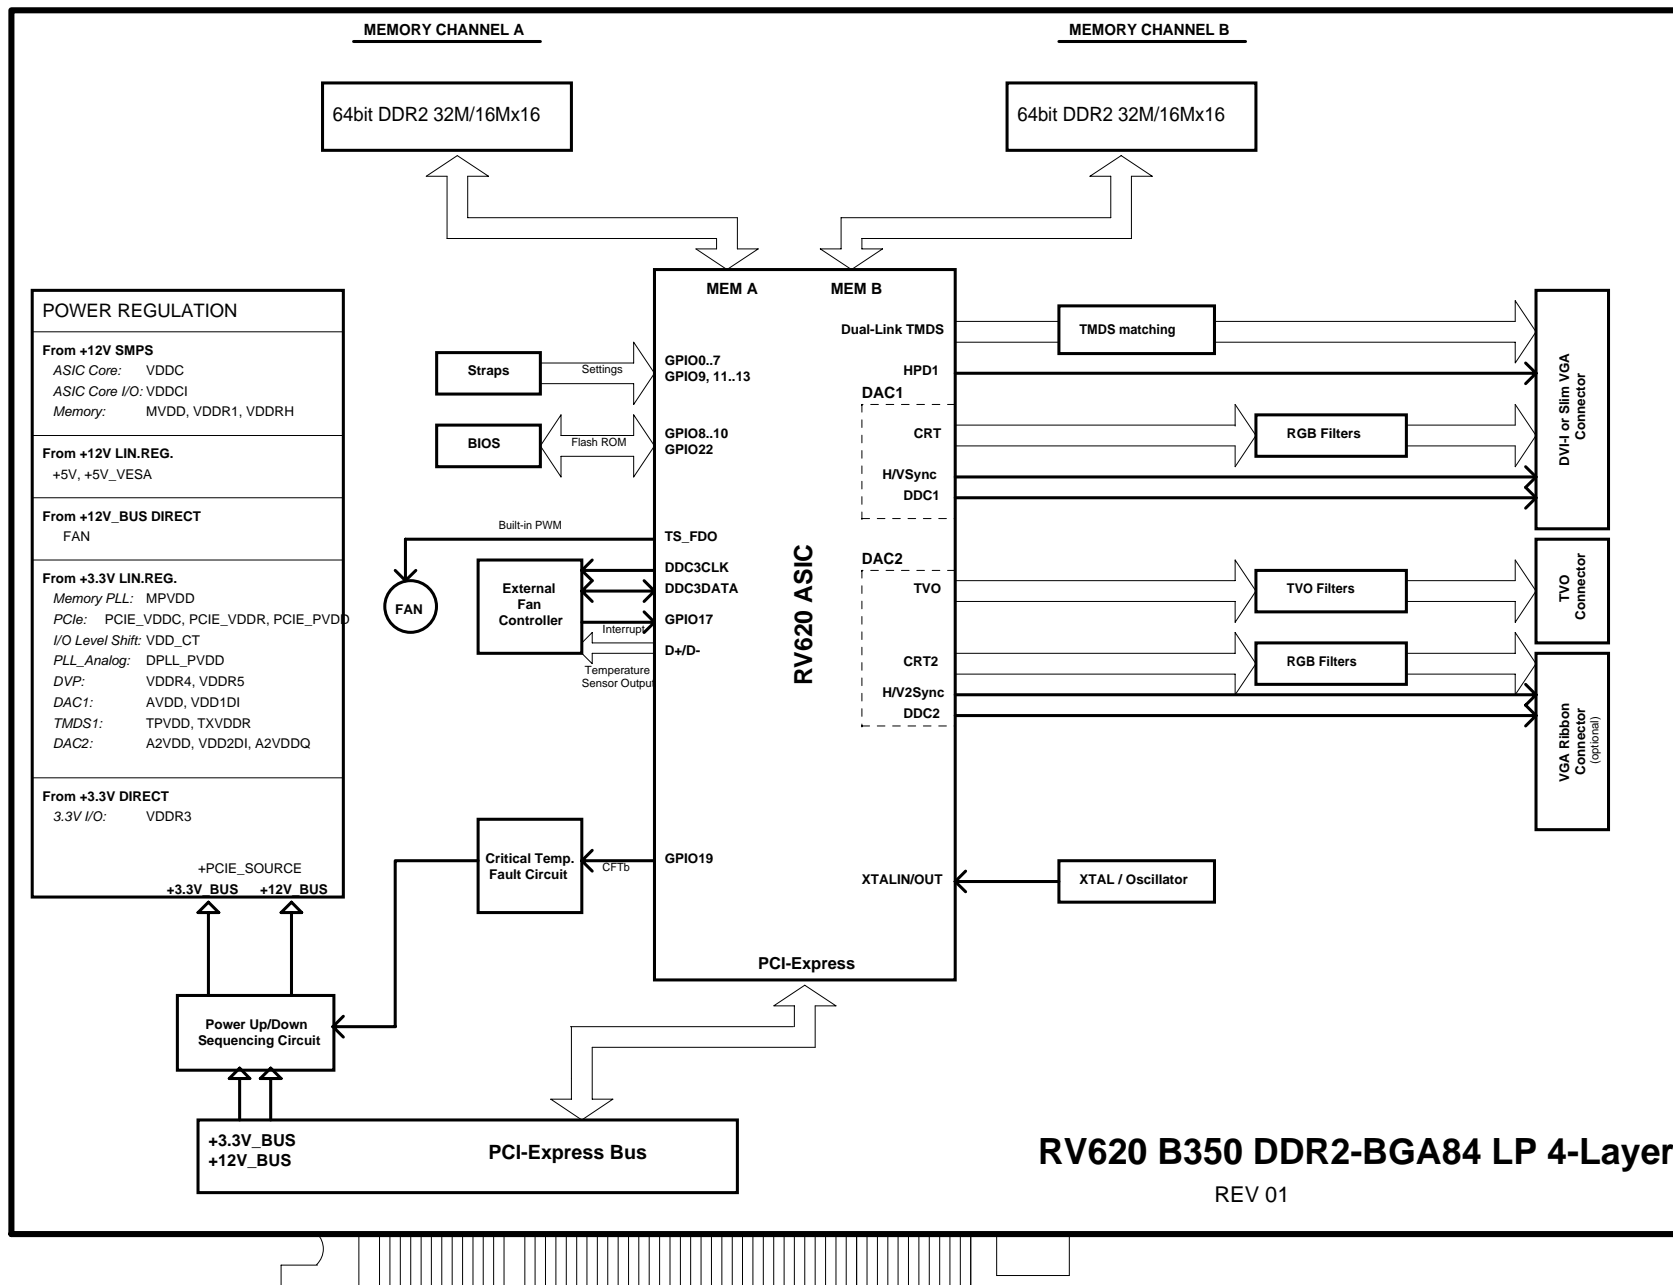 MEMORY CHANNEL A
MEMORY CHANNEL B
64bit DDR2 32M/16Mx16
64bit DDR2 32M/16Mx16
POWER REGULATION
From +12V SMPS
ASIC Core: VDDC
ASIC Core I/O: VDDCI
Memory: MVDD, VDDR1, VDDRH
From +12V LIN.REG.
+5V, +5V_VESA
From +12V_BUS DIRECT
FAN
From +3.3V LIN.REG.
Memory PLL: MPVDD
PCIe: PCIE_VDDC, PCIE_VDDR, PCIE_PVDD
I/O Level Shift: VDD_CT
PLL_Analog: DPLL_PVDD
DVP: VDDR4, VDDR5
DAC1: AVDD, VDD1DI
TMDS1: TPVDD, TXVDDR
DAC2: A2VDD, VDD2DI, A2VDDQ
From +3.3V DIRECT
3.3V I/O: VDDR3
+PCIE_SOURCE
+3.3V_BUS +12V_BUS
Power Up/Down
Sequencing Circuit
+3.3V_BUS
+12V_BUS
PCI-Express Bus
Straps
Settings
BIOS
Flash ROM
Built-in PWM
FAN
External
Fan
Controller
Interrupt
Temperature
Sensor Output
Critical Temp.
Fault Circuit
CFTb
MEM A
MEM B
GPIO0..7
GPIO9, 11..13
GPIO8..10
GPIO22
TS_FDO
DDC3CLK
DDC3DATA
GPIO17
D+/D-
GPIO19
RV620 ASIC
Dual-Link TMDS
HPD1
DAC1
CRT
H/VSync
DDC1
DAC2
TVO
CRT2
H/V2Sync
DDC2
XTALIN/OUT
PCI-Express
TMDS matching
RGB Filters
TVO Filters
RGB Filters
XTAL / Oscillator
DVI-I or Slim VGA
Connector
TVO
Connector
VGA Ribbon
Connector
(optional)
RV620 B350 DDR2-BGA84 LP 4-Layer
REV 01